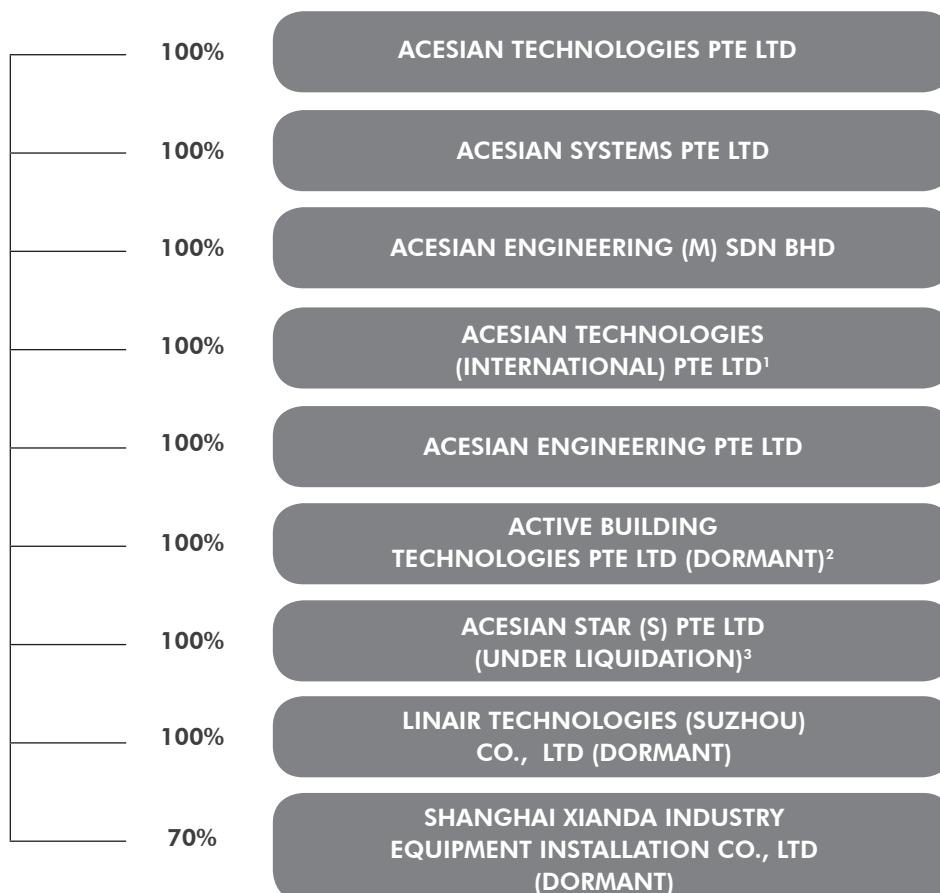 100%
ACESIAN TECHNOLOGIES PTE LTD
100%
ACESIAN SYSTEMS PTE LTD
100%
ACESIAN ENGINEERING (M) SDN BHD
100%
ACESIAN TECHNOLOGIES
(INTERNATIONAL) PTE LTD¹
100%
ACESIAN ENGINEERING PTE LTD
100%
ACTIVE BUILDING
TECHNOLOGIES PTE LTD (DORMANT)²
100%
ACESIAN STAR (S) PTE LTD
(UNDER LIQUIDATION)³
100%
LINAIR TECHNOLOGIES (SUZHOU)
CO., LTD (DORMANT)
70%
SHANGHAI XIANDA INDUSTRY
EQUIPMENT INSTALLATION CO., LTD
(DORMANT)